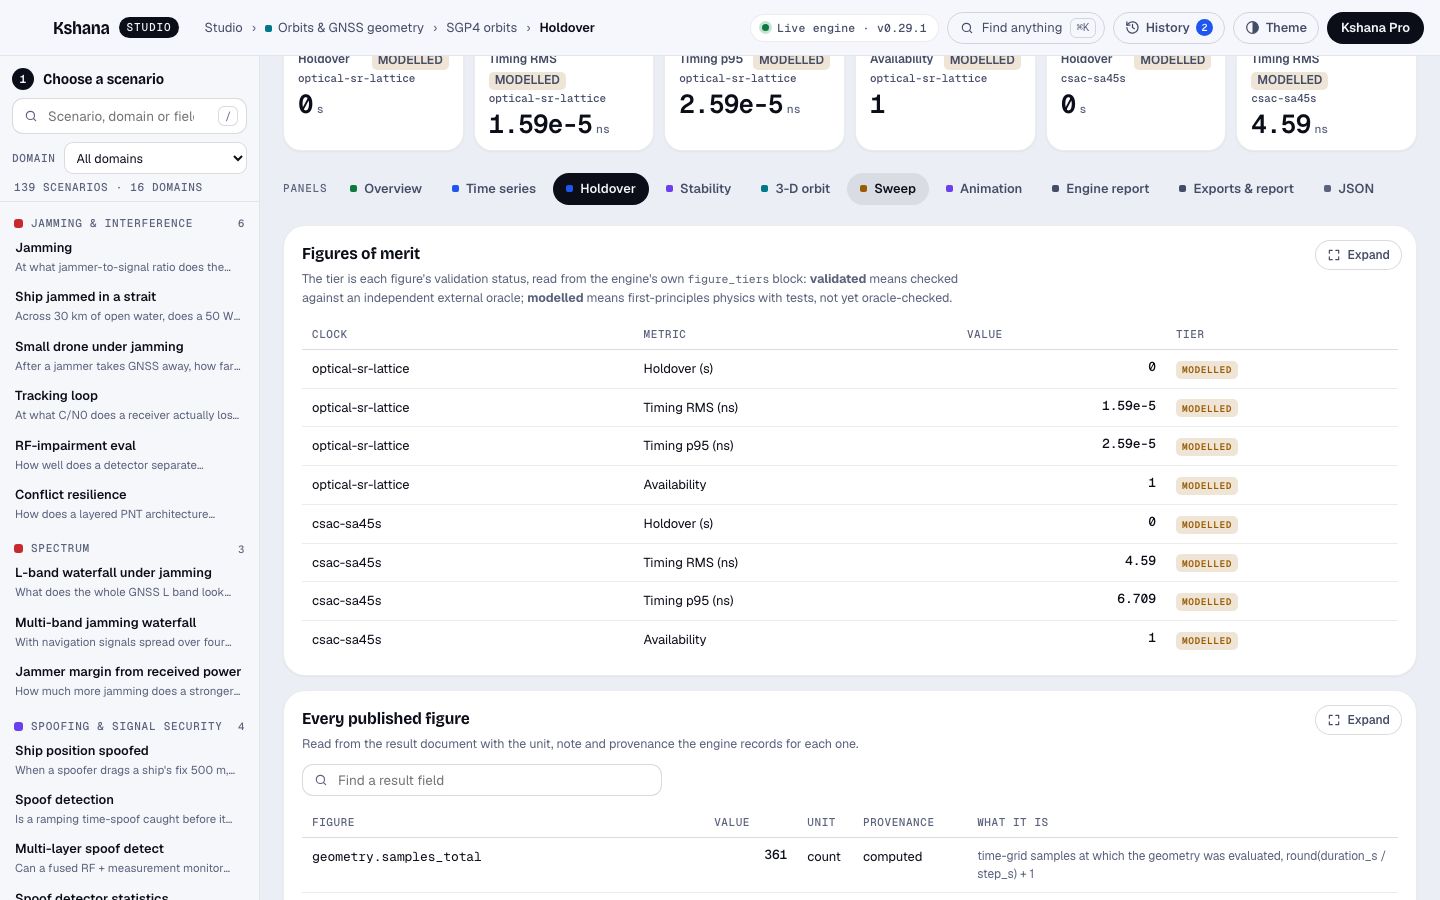 Kshana STUDIO Studio › Orbits & GNSS geometry › SGP4 orbits › Holdover Live engine · v0.29.1 Find anything ⌘K History 2 Theme Kshana Pro
1 Choose a scenario
Scenario, domain or fiel
/
DOMAIN All domains
139 SCENARIOS · 16 DOMAINS
JAMMING & INTERFERENCE 6
Jamming
At what jammer-to-signal ratio does the…
Ship jammed in a strait
Across 30 km of open water, does a 50 W…
Small drone under jamming
After a jammer takes GNSS away, how far…
Tracking loop
At what C/N0 does a receiver actually los…
RF-impairment eval
How well does a detector separate…
Conflict resilience
How does a layered PNT architecture…
SPECTRUM 3
L-band waterfall under jamming
What does the whole GNSS L band look…
Multi-band jamming waterfall
With navigation signals spread over four…
Jammer margin from received power
How much more jamming does a stronger…
SPOOFING & SIGNAL SECURITY 4
Ship position spoofed
When a spoofer drags a ship's fix 500 m,…
Spoof detection
Is a ramping time-spoof caught before it…
Multi-layer spoof detect
Can a fused RF + measurement monitor…
Spoof detector statistics
Holdover MODELLED
optical-sr-lattice
0 s
Timing RMS
MODELLED
optical-sr-lattice
1.59e-5 ns
Timing p95 MODELLED
optical-sr-lattice
2.59e-5 ns
Availability MODELLED
optical-sr-lattice
1
Holdover MODELLED
csac-sa45s
0 s
Timing RMS
MODELLED
csac-sa45s
4.59 ns
PANELS Overview Time series Holdover Stability 3-D orbit Sweep Animation Engine report Exports & report JSON
Figures of merit
Expand
The tier is each figure's validation status, read from the engine's own figure_tiers block: validated means checked
against an independent external oracle; modelled means first-principles physics with tests, not yet oracle-checked.
CLOCK METRIC VALUE TIER
optical-sr-lattice Holdover (s) 0 MODELLED
optical-sr-lattice Timing RMS (ns) 1.59e-5 MODELLED
optical-sr-lattice Timing p95 (ns) 2.59e-5 MODELLED
optical-sr-lattice Availability 1 MODELLED
csac-sa45s Holdover (s) 0 MODELLED
csac-sa45s Timing RMS (ns) 4.59 MODELLED
csac-sa45s Timing p95 (ns) 6.709 MODELLED
csac-sa45s Availability 1 MODELLED
Every published figure
Expand
Read from the result document with the unit, note and provenance the engine records for each one.
Find a result field
FIGURE VALUE UNIT PROVENANCE WHAT IT IS
geometry.samples_total 361 count computed time-grid samples at which the geometry was evaluated, round(duration_s /
step_s) + 1